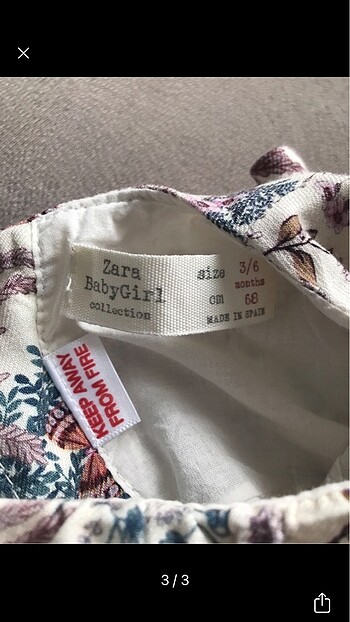 Zara
BabyGirl
collection
size 3/6
months
cm 68
MADE IN SPAIN
KEEP AWAY
FROM FIRE
3/3